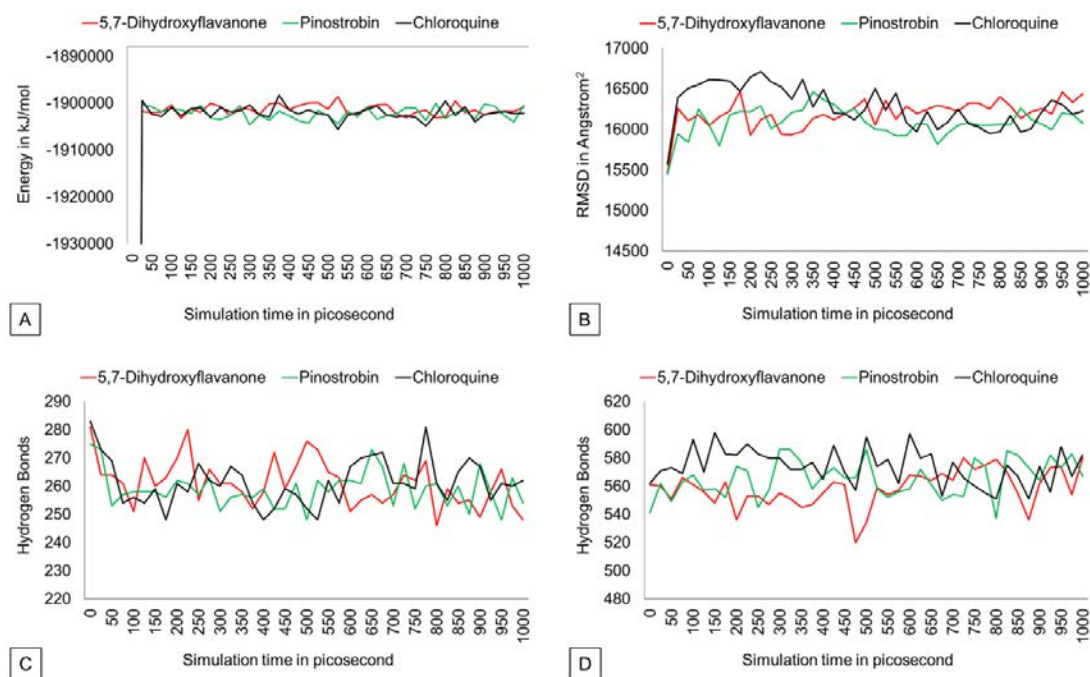 5,7-Dihydroxyflavanone Pinostrobin Chloroquine
Energy in kJ/mol
-1890000
-1900000
-1910000
-1920000
-1930000
0 50 100 150 200 250 300 350 400 450 500 550 600 650 700 750 800 850 900 950 1000
Simulation time in picosecond
A
5,7-Dihydroxyflavanone Pinostrobin Chloroquine
RMSD in Angstrom²
17000
16500
16000
15500
15000
14500
0 50 100 150 200 250 300 350 400 450 500 550 600 650 700 750 800 850 900 950 1000
Simulation time in picosecond
B
5,7-Dihydroxyflavanone Pinostrobin Chloroquine
Hydrogen Bonds
290
280
270
260
250
240
230
220
0 50 100 150 200 250 300 350 400 450 500 550 600 650 700 750 800 850 900 950 1000
Simulation time in picosecond
C
5,7-Dihydroxyflavanone Pinostrobin Chloroquine
Hydrogen Bonds
620
600
580
560
540
520
500
480
0 50 100 150 200 250 300 350 400 450 500 550 600 650 700 750 800 850 900 950 1000
Simulation time in picosecond
D